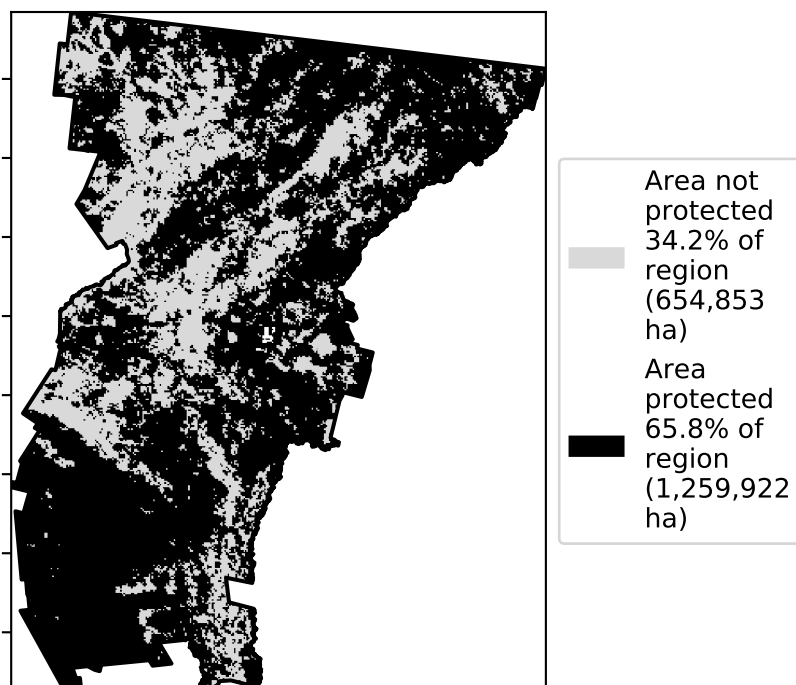 Area not
protected
34.2% of
region
(654,853
ha)
Area
protected
65.8% of
region
(1,259,922
ha)